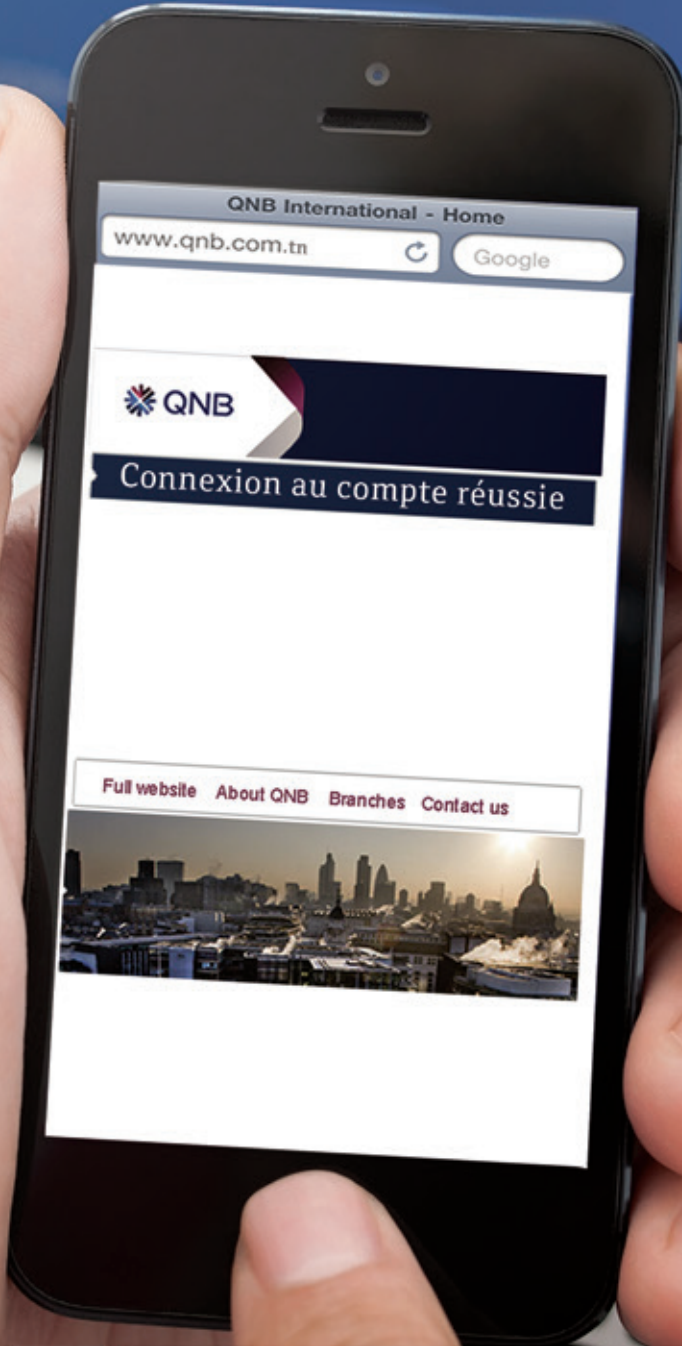 QNB International - Home
www.qnb.com.tn
Google
QNB
Connexion au compte réussie
Full website About QNB Branches Contact us